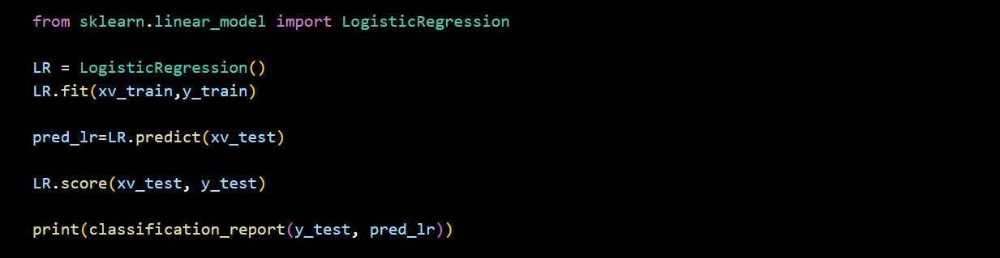 from sklearn.linear_model import LogisticRegression
LR = LogisticRegression()
LR.fit(xv_train,y_train)
pred_lr=LR.predict(xv_test)
LR.score(xv_test, y_test)
print(classification_report(y_test, pred_lr))